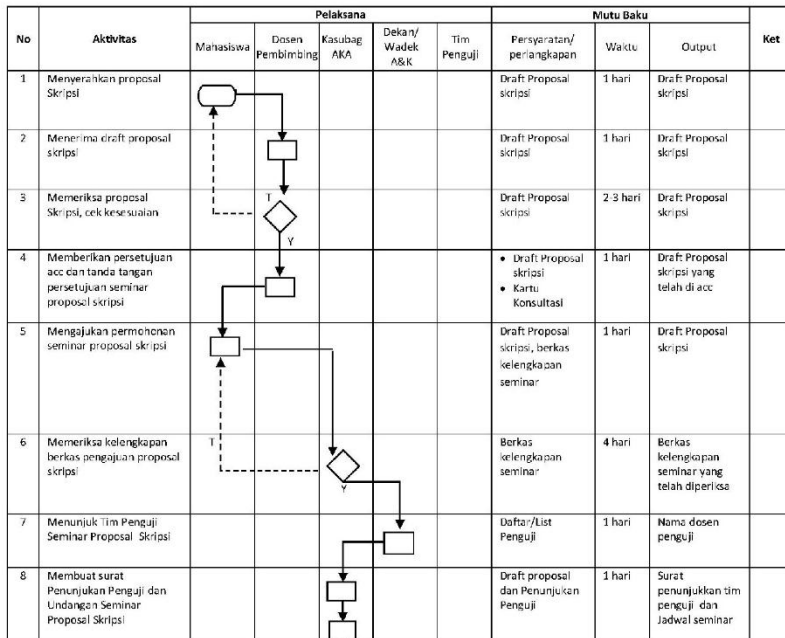 Pelaksana
Mutu Baku
No
Aktivitas
Mahasiswa
Dosen
Pembimbing
Kasubag
AKA
Dekan/
Wadek
A&K
Tim
Penguji
Persyaratan/
perlangkapan
Waktu
Output
Ket
1
Menyerahkan proposal
Skripsi
Draft Proposal
skripsi
1 hari
Draft Proposal
skripsi
2
Menerima draft proposal
skripsi
Draft Proposal
skripsi
1 hari
Draft Proposal
skripsi
3
Memeriksa proposal
Skripsi, cek kesesuaian
T
Y
Draft Proposal
skripsi
2-3 hari
Draft Proposal
skripsi
4
Memberikan persetujuan
acc dan tanda tangan
persetujuan seminar
proposal skripsi
• Draft Proposal
skripsi
• Kartu
Konsultasi
1 hari
Draft Proposal
skripsi yang
telah di acc
5
Mengajukan permohonan
seminar proposal skripsi
Draft Proposal
skripsi, berkas
kelengkapan
seminar
1 hari
Draft Proposal
skripsi
6
Memeriksa kelengkapan
berkas pengajuan proposal
skripsi
T
Y
Berkas
kelengkapan
seminar
4 hari
Berkas
kelengkapan
seminar yang
telah diperiksa
7
Menunjuk Tim Penguji
Seminar Proposal Skripsi
Daftar/List
Penguji
1 hari
Nama dosen
penguji
8
Membuat surat
Penunjukan Penguji dan
Undangan Seminar
Proposal Skripsi
Draft proposal
dan Penunjukan
Penguji
1 hari
Surat
penunjukkan tim
penguji dan
Jadwal seminar